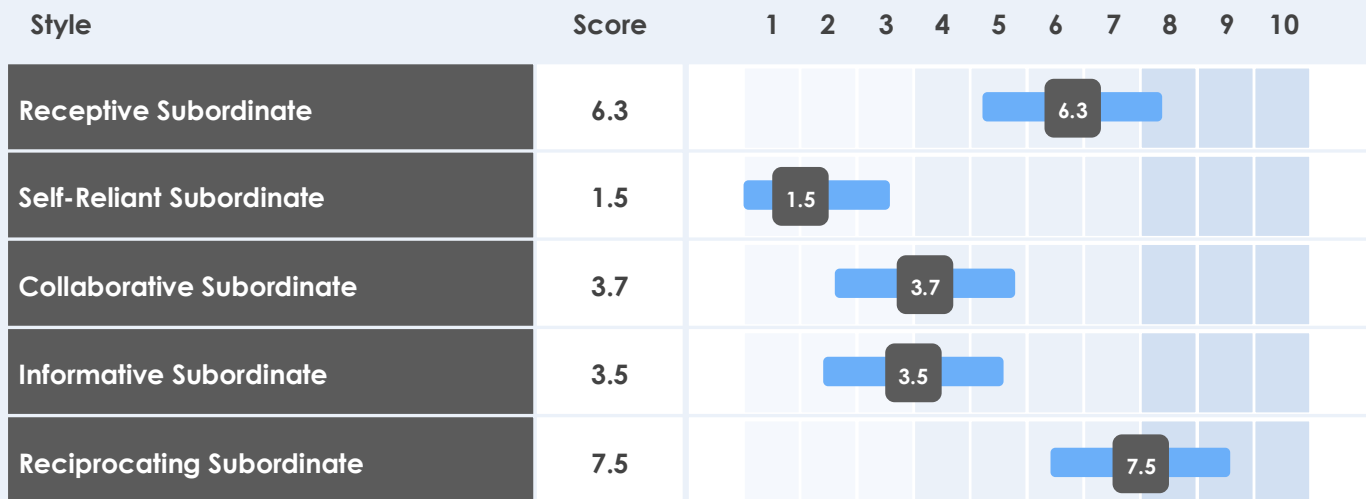 Style Score 1 2 3 4 5 6 7 8 9 10
Receptive Subordinate 6.3 6.3
Self-Reliant Subordinate 1.5 1.5
Collaborative Subordinate 3.7 3.7
Informative Subordinate 3.5 3.5
Reciprocating Subordinate 7.5 7.5